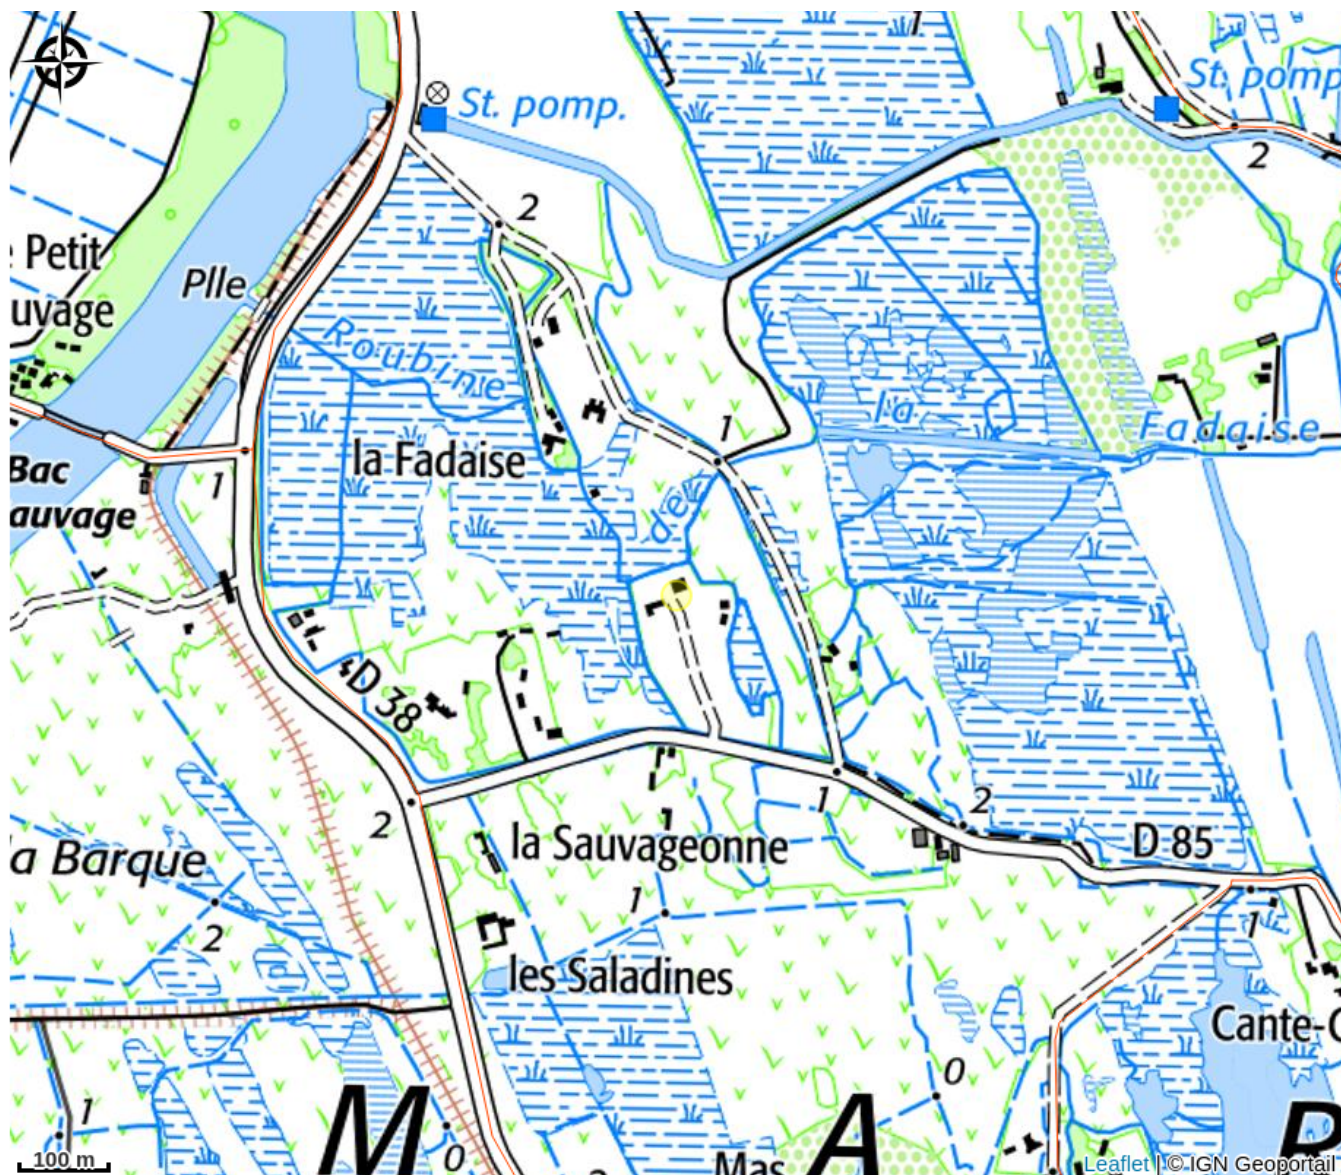 St. pomp.
St. pomp
2
2
Petit
uvage
Plle
Roubine
la
Fadaise
1
la Fadaise
Bac
auvage
1
de
D 38
2
la Sauvageonne
1
2
D 85
a Barque
1
2
1
les Saladines
Cante-C
0
1
M
A
P
0
Mas
100 m
Leaflet | © IGN Geoportail